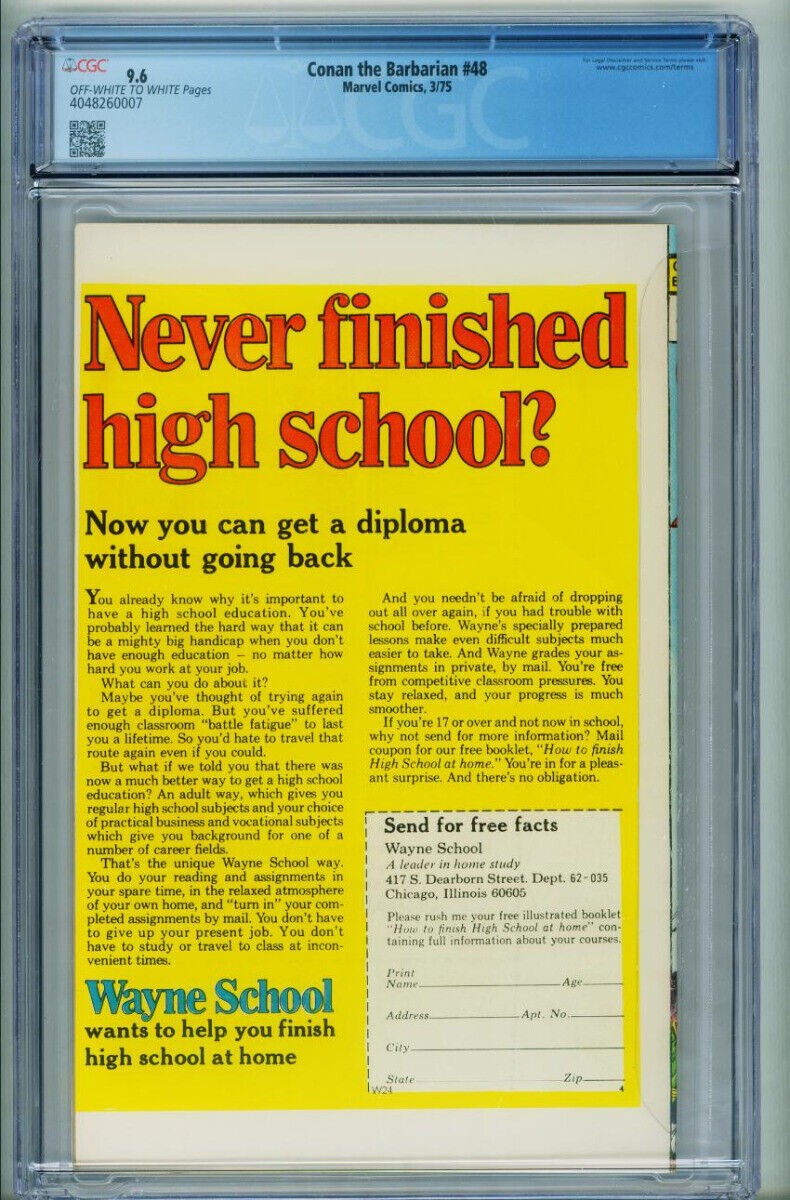 CGC
9.6
OFF-WHITE TO WHITE Pages
4048260007
Conan the Barbarian #48
Marvel Comics, 3/75
For Legal Disclaimer and Service Terms please visit:
www.cgccomics.com/terms
CGC
Never finished
high school?
Now you can get a diploma
without going back
You already know why it's important to
have a high school education. You've
probably learned the hard way that it can
be a mighty big handicap when you don't
have enough education – no matter how
hard you work at your job.
What can you do about it?
Maybe you've thought of trying again
to get a diploma. But you've suffered
enough classroom "battle fatigue" to last
you a lifetime. So you'd hate to travel that
route again even if you could.
But what if we told you that there was
now a much better way to get a high school
education? An adult way, which gives you
regular high school subjects and your choice
of practical business and vocational subjects
which give you background for one of a
number of career fields.
That's the unique Wayne School way.
You do your reading and assignments in
your spare time, in the relaxed atmosphere
of your own home, and "turn in" your com-
pleted assignments by mail. You don't have
to give up your present job. You don't
have to study or travel to class at incon-
venient times.
Wayne School
wants to help you finish
high school at home
And you needn't be afraid of dropping
out all over again, if you had trouble with
school before. Wayne's specially prepared
lessons make even difficult subjects much
easier to take. And Wayne grades your as-
signments in private, by mail. You're free
from competitive classroom pressures. You
stay relaxed, and your progress is much
smoother.
If you're 17 or over and not now in school,
why not send for more information? Mail
coupon for our free booklet, "How to finish
High School at home." You're in for a pleas-
ant surprise. And there's no obligation.
Send for free facts
Wayne School
A leader in home study
417 S. Dearborn Street. Dept. 62-035
Chicago, Illinois 60605
Please rush me your free illustrated booklet
"How to finish High School at home" con-
taining full information about your courses.
Print
Name Age
Address Apt. No.
City
State Zip
W24 4